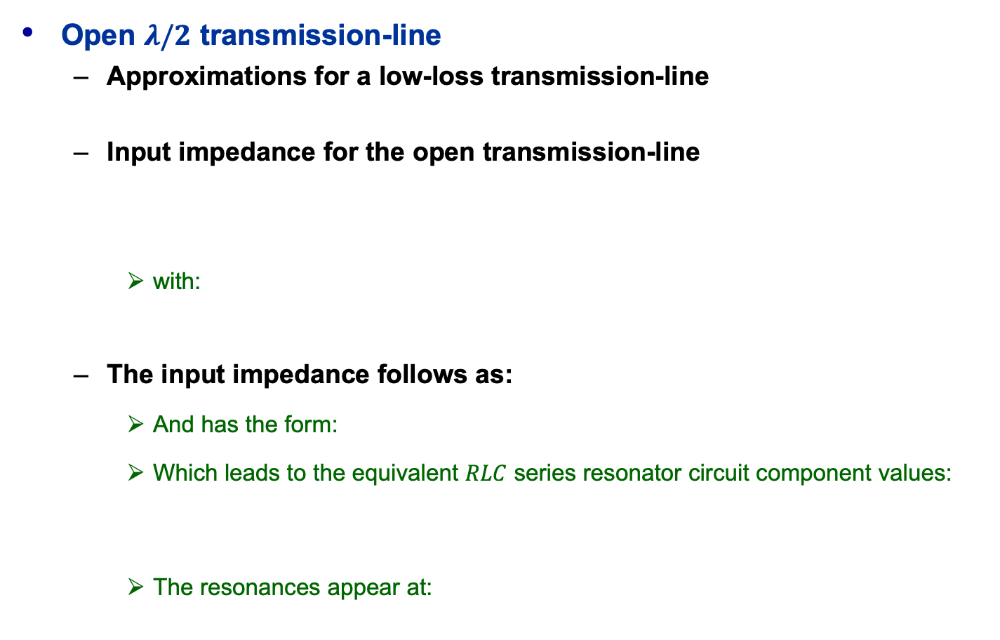 • Open λ/2 transmission-line
– Approximations for a low-loss transmission-line
– Input impedance for the open transmission-line
➢ with:
– The input impedance follows as:
➢ And has the form:
➢ Which leads to the equivalent RLC series resonator circuit component values:
➢ The resonances appear at: